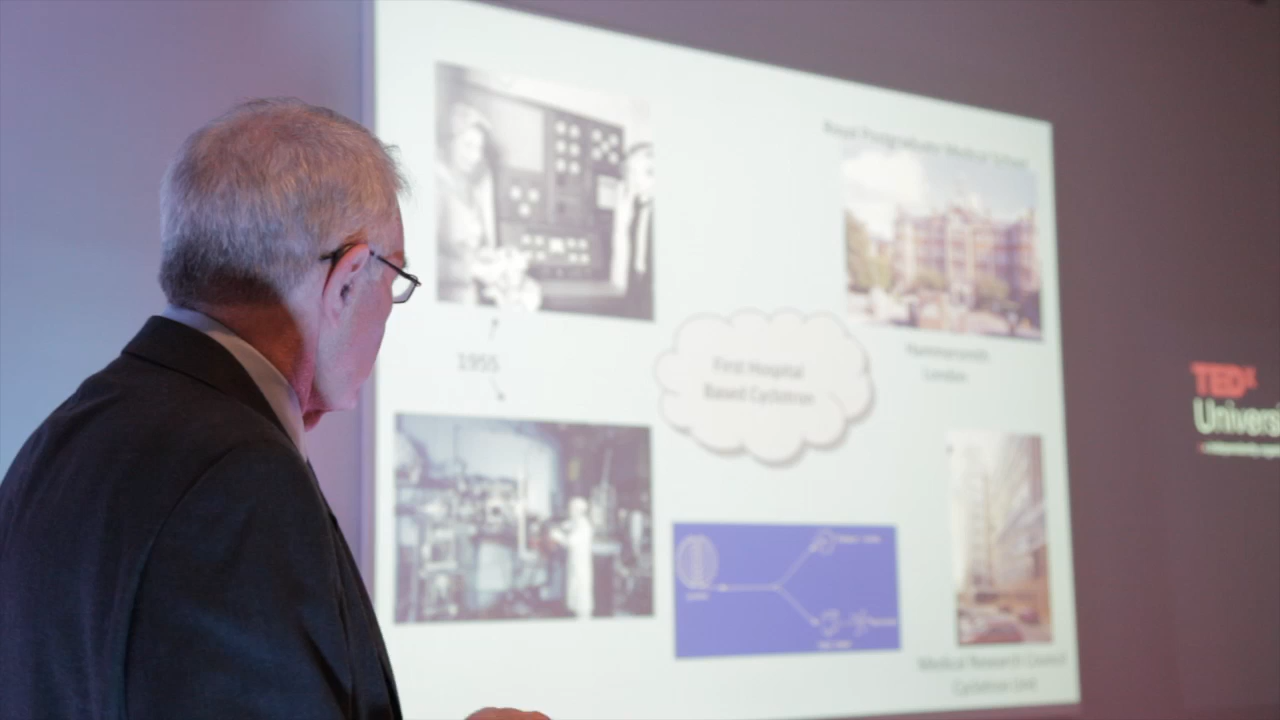 Royal Postgraduate Medical School
1955
First Hospital
Based Cyclotron
Hammersmith
London
Medical Research Council
Cyclotron Unit
TEDx
Universi